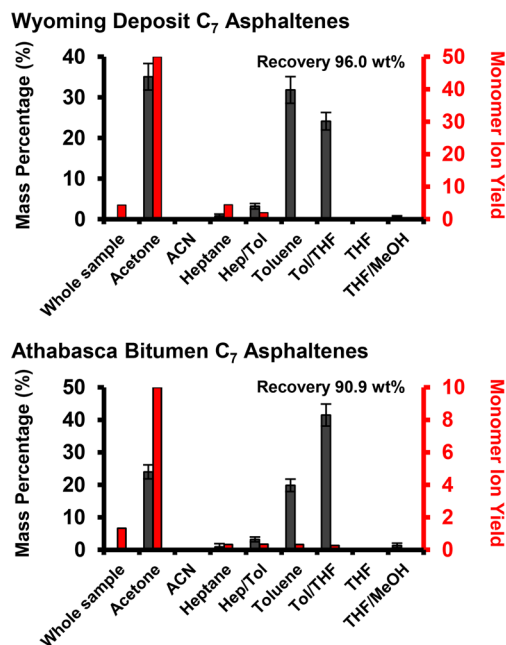 Wyoming Deposit C₇ Asphaltenes
Mass Percentage (%)
40
30
20
10
0
Recovery 96.0 wt%
50
40
30
20
10
0
Monomer Ion Yield
Whole sample
Acetone
ACN
Heptane
Hep/Tol
Toluene
Tol/THF
THF
THF/MeOH
Athabasca Bitumen C₇ Asphaltenes
Mass Percentage (%)
50
40
30
20
10
0
Recovery 90.9 wt%
10
8
6
4
2
0
Monomer Ion Yield
Whole sample
Acetone
ACN
Heptane
Hep/Tol
Toluene
Tol/THF
THF
THF/MeOH